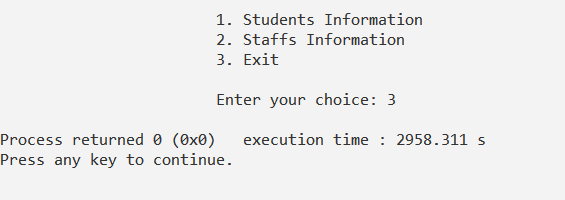 1. Students Information
2. Staffs Information
3. Exit
Enter your choice: 3
Process returned 0 (0x0)   execution time : 2958.311 s
Press any key to continue.